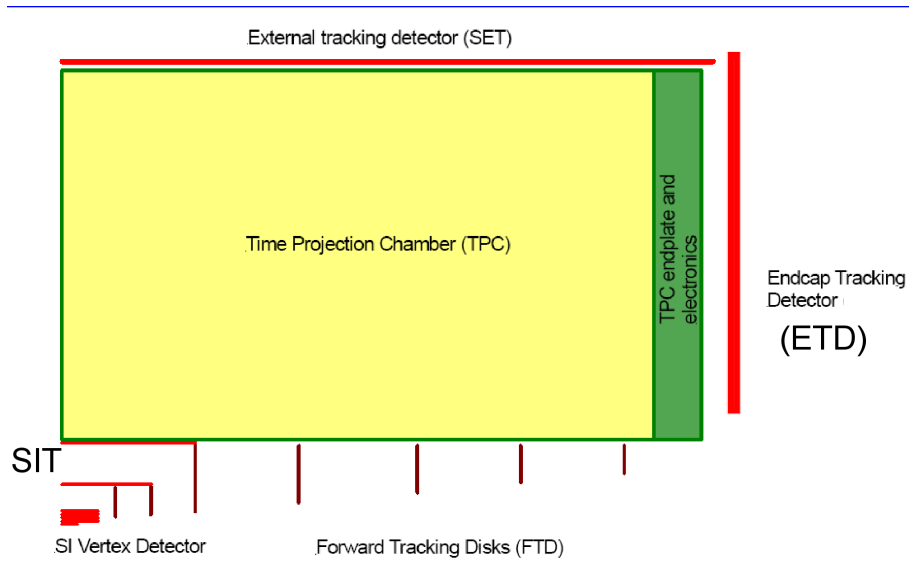 External tracking detector (SET)
Time Projection Chamber (TPC)
TPC endplate and
electronics
Endcap Tracking
Detector
(ETD)
SIT
SI Vertex Detector
Forward Tracking Disks (FTD)